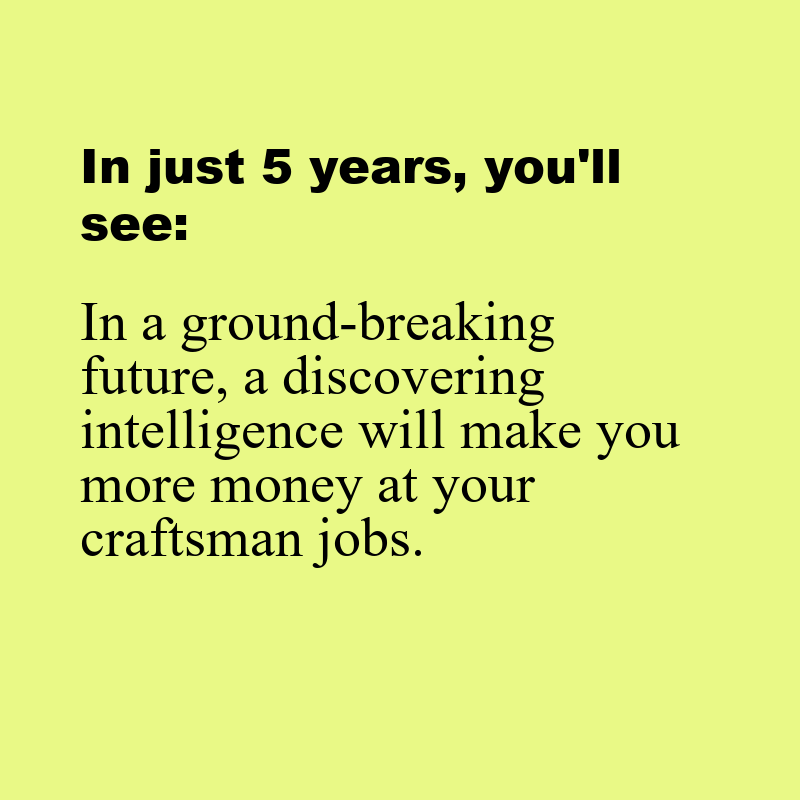 In just 5 years, you'll
see:
In a ground-breaking
future, a discovering
intelligence will make you
more money at your
craftsman jobs.